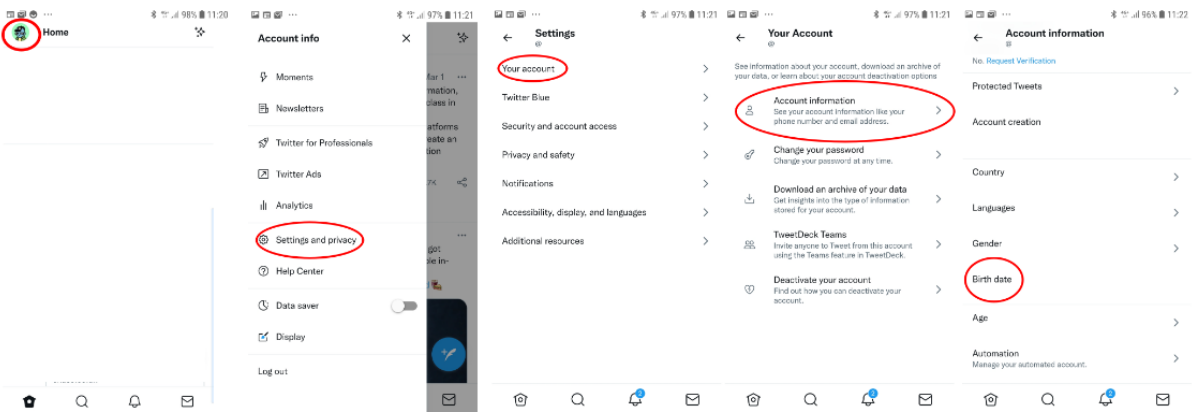 98% 11:20
Home
97% 11:21
Account info
Moments
Newsletters
Twitter for Professionals
Twitter Ads
Analytics
Settings and privacy
Help Center
Data saver
Display
Log out
Mar 1
class in
97% 11:21
Settings
@
Your account
Twitter Blue
Security and account access
Privacy and safety
Notifications
Accessibility, display, and languages
Additional resources
97% 11:21
Your Account
@
See information about your account, download an archive of
your data, or learn about your account deactivation options
Account information
See your account information like your
phone number and email address.
Change your password
Change your password at any time.
Download an archive of your data
Get insights into the type of information
stored for your account.
TweetDeck Teams
Invite anyone to Tweet from this account
using the Teams feature in TweetDeck.
Deactivate your account
Find out how you can deactivate your
account.
96% 11:22
Account information
@
No. Request Verification
Protected Tweets
Account creation
Country
Languages
Gender
Birth date
Age
Automation
Manage your automated account.